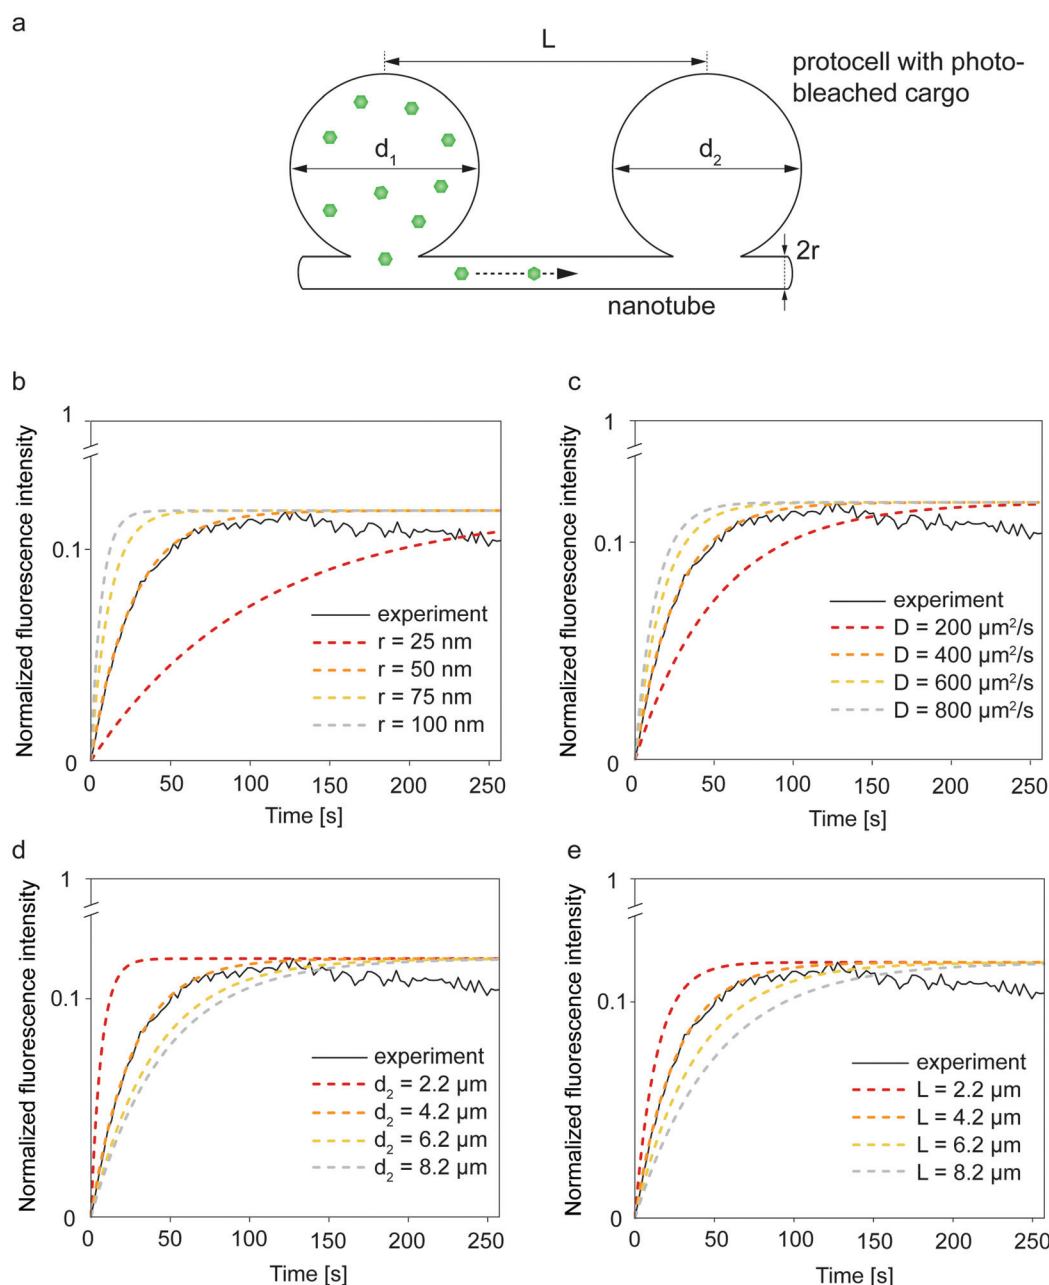 a
L
protocell with photo-
bleached cargo
d1
d2
2r
nanotube
b
Normalized fluorescence intensity
1
0.1
0
experiment
r = 25 nm
r = 50 nm
r = 75 nm
r = 100 nm
0 50 100 150 200 250
Time [s]
c
Normalized fluorescence intensity
1
0.1
0
experiment
D = 200 µm²/s
D = 400 µm²/s
D = 600 µm²/s
D = 800 µm²/s
0 50 100 150 200 250
Time [s]
d
Normalized fluorescence intensity
1
0.1
0
experiment
d2 = 2.2 µm
d2 = 4.2 µm
d2 = 6.2 µm
d2 = 8.2 µm
0 50 100 150 200 250
Time [s]
e
Normalized fluorescence intensity
1
0.1
0
experiment
L = 2.2 µm
L = 4.2 µm
L = 6.2 µm
L = 8.2 µm
0 50 100 150 200 250
Time [s]